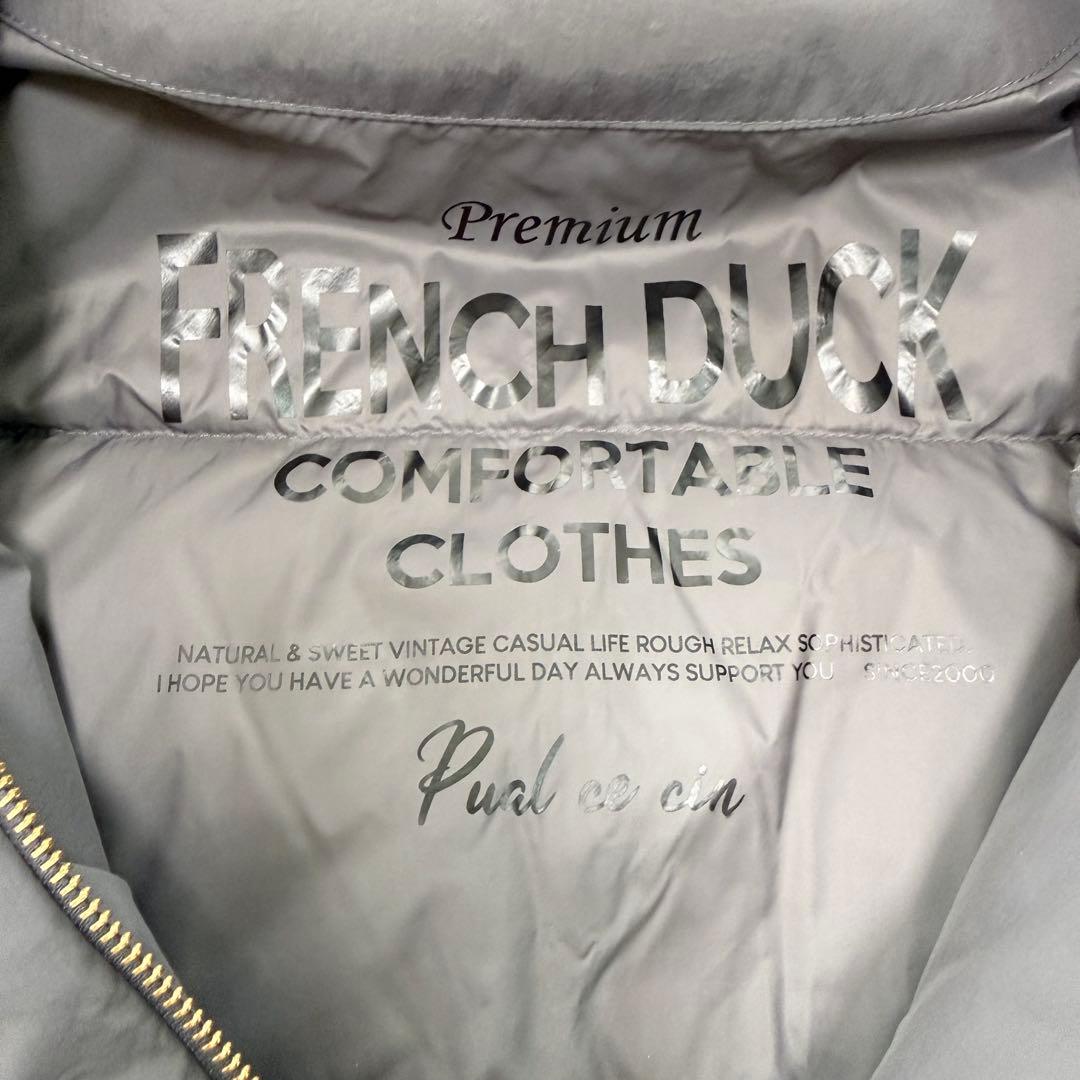 Premium
FRENCH DUCK
COMFORTABLE
CLOTHES
NATURAL & SWEET VINTAGE CASUAL LIFE ROUGH RELAX SOPHISTICATED.
I HOPE YOU HAVE A WONDERFUL DAY ALWAYS SUPPORT YOU SINCE2000
Pual ce cin